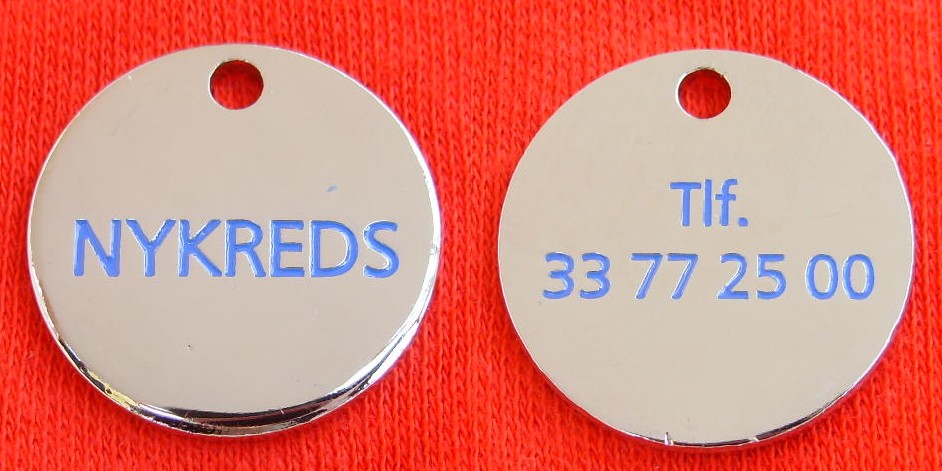 NYKREDS
Tlf.
33 77 25 00